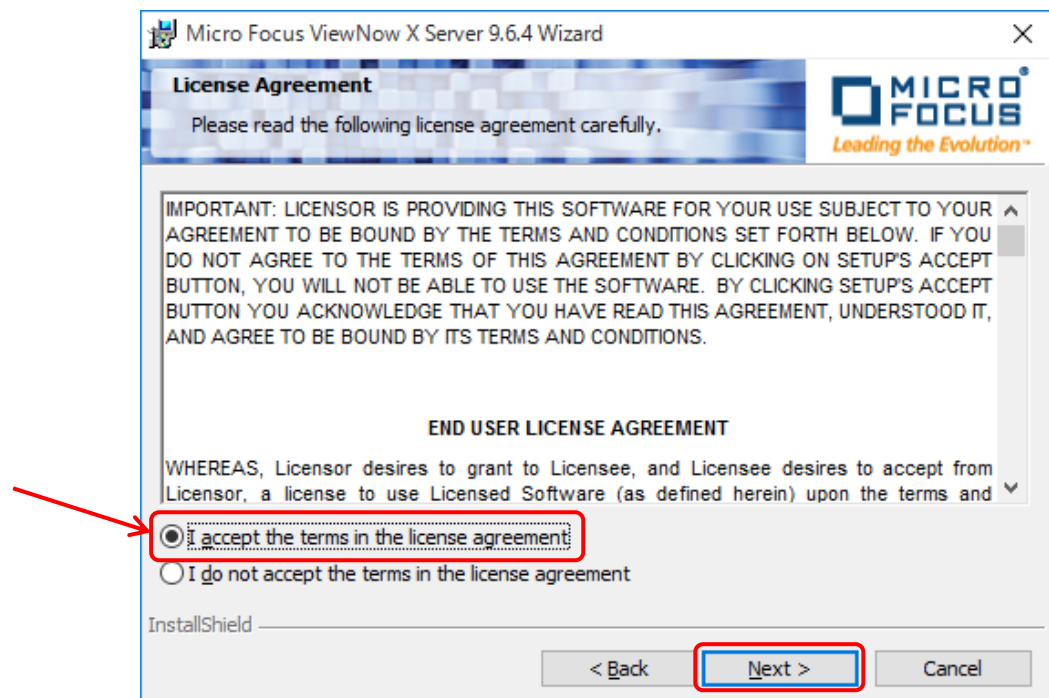 Micro Focus ViewNow X Server 9.6.4 Wizard
License Agreement
Please read the following license agreement carefully.
MICRO
FOCUS
Leading the Evolution™
IMPORTANT: LICENSOR IS PROVIDING THIS SOFTWARE FOR YOUR USE SUBJECT TO YOUR
AGREEMENT TO BE BOUND BY THE TERMS AND CONDITIONS SET FORTH BELOW. IF YOU
DO NOT AGREE TO THE TERMS OF THIS AGREEMENT BY CLICKING ON SETUP'S ACCEPT
BUTTON, YOU WILL NOT BE ABLE TO USE THE SOFTWARE. BY CLICKING SETUP'S ACCEPT
BUTTON YOU ACKNOWLEDGE THAT YOU HAVE READ THIS AGREEMENT, UNDERSTOOD IT,
AND AGREE TO BE BOUND BY ITS TERMS AND CONDITIONS.
END USER LICENSE AGREEMENT
WHEREAS, Licensor desires to grant to Licensee, and Licensee desires to accept from
Licensor, a license to use Licensed Software (as defined herein) upon the terms and
I accept the terms in the license agreement
I do not accept the terms in the license agreement
InstallShield
< Back
Next >
Cancel